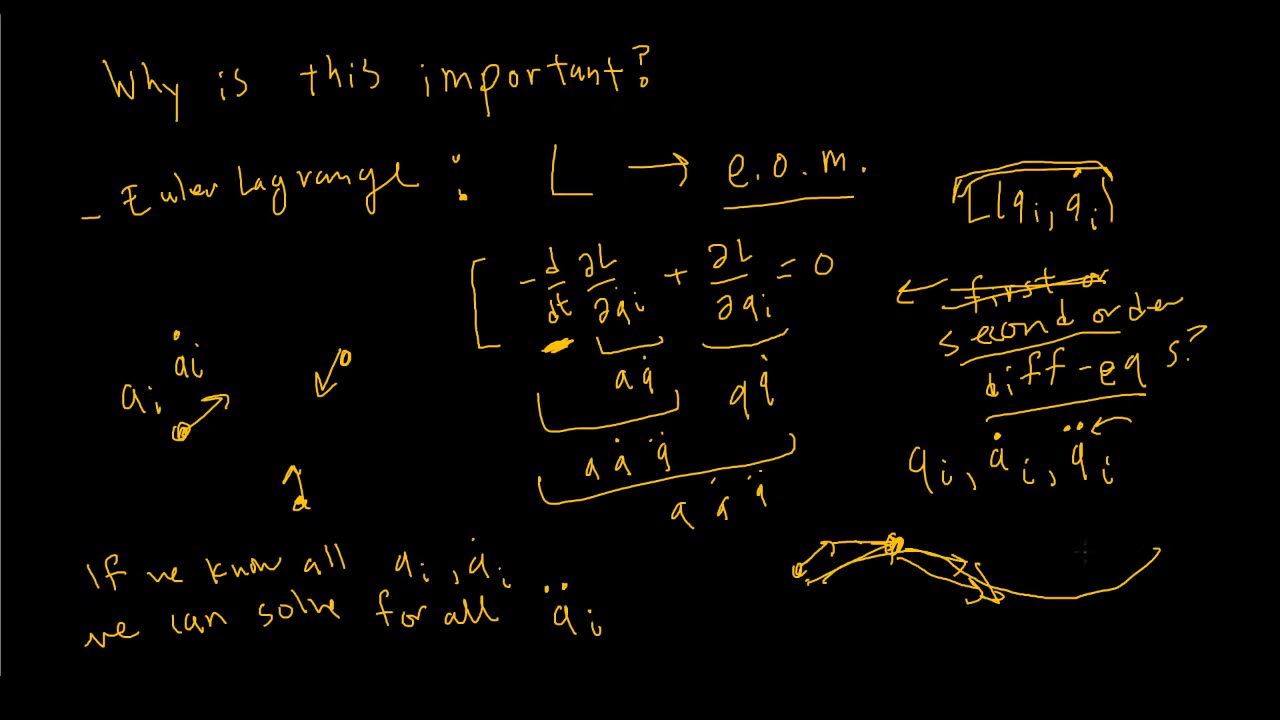 Why is this important?
- Euler Lagrange : L → e.o.m.
L(qi, q̇i)
[ - d/dt ∂L/∂q̇i + ∂L/∂qi = 0
← first or
second order
diff-eqs?
qi, q̇i, q̈i
q q̇
q q̇
q q̇ q̈
q q̇ q̈
q̇i
qi
If we know all qi, q̇i
we can solve for all q̈i